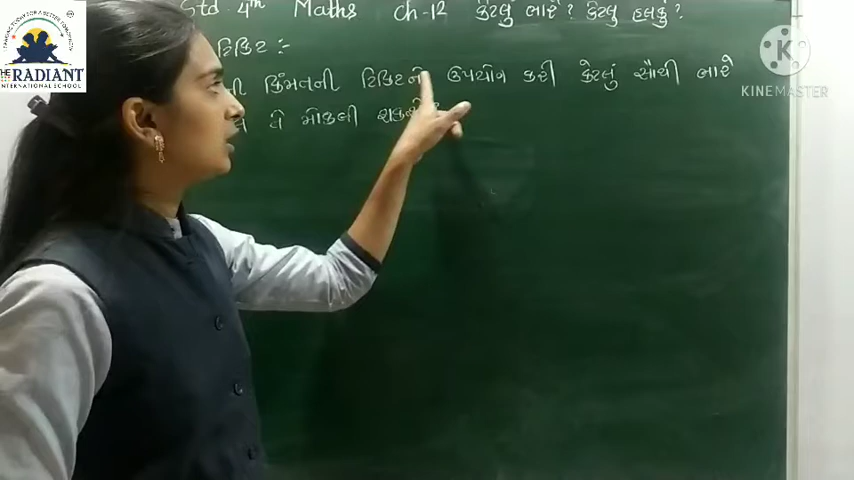 Std. 4th Maths ch-12 કેટલું ભારે? કેટલું હલકું?
ટિકિટ :-
ની કિંમતની ટિકિટનો ઉપયોગ કરી કેટલું સૌથી ભારે
તે મોકલી
THE RADIANT
INTERNATIONAL SCHOOL
KINEMASTER